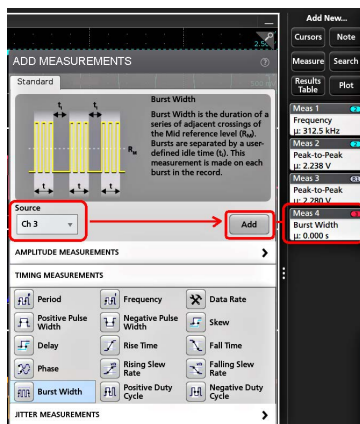 Add New...
2.50
Cursors
Note
ADD MEASUREMENTS
Measure
Search
Standard
Results Table
Plot
Burst Width
Burst Width is the duration of a
series of adjacent crossings of
the Mid reference level (RM).
Bursts are separated by a user-
defined idle time (tI). This
measurement is made on each
burst in the record.
tI tI
RM
t t t
Meas 1
Frequency
μ: 312.5 kHz
Meas 2
Peak-to-Peak
μ: 2.238 V
Meas 3
Peak-to-Peak
μ: 2.280 V
Meas 4
Burst Width
μ: 0.000 s
Source
Ch 3
Add
AMPLITUDE MEASUREMENTS
TIMING MEASUREMENTS
Period
Frequency
Data Rate
Positive Pulse
Width
Negative Pulse
Width
Skew
Delay
Rise Time
Fall Time
Phase
Rising Slew
Rate
Falling Slew
Rate
Burst Width
Positive Duty
Cycle
Negative Duty
Cycle
JITTER MEASUREMENTS